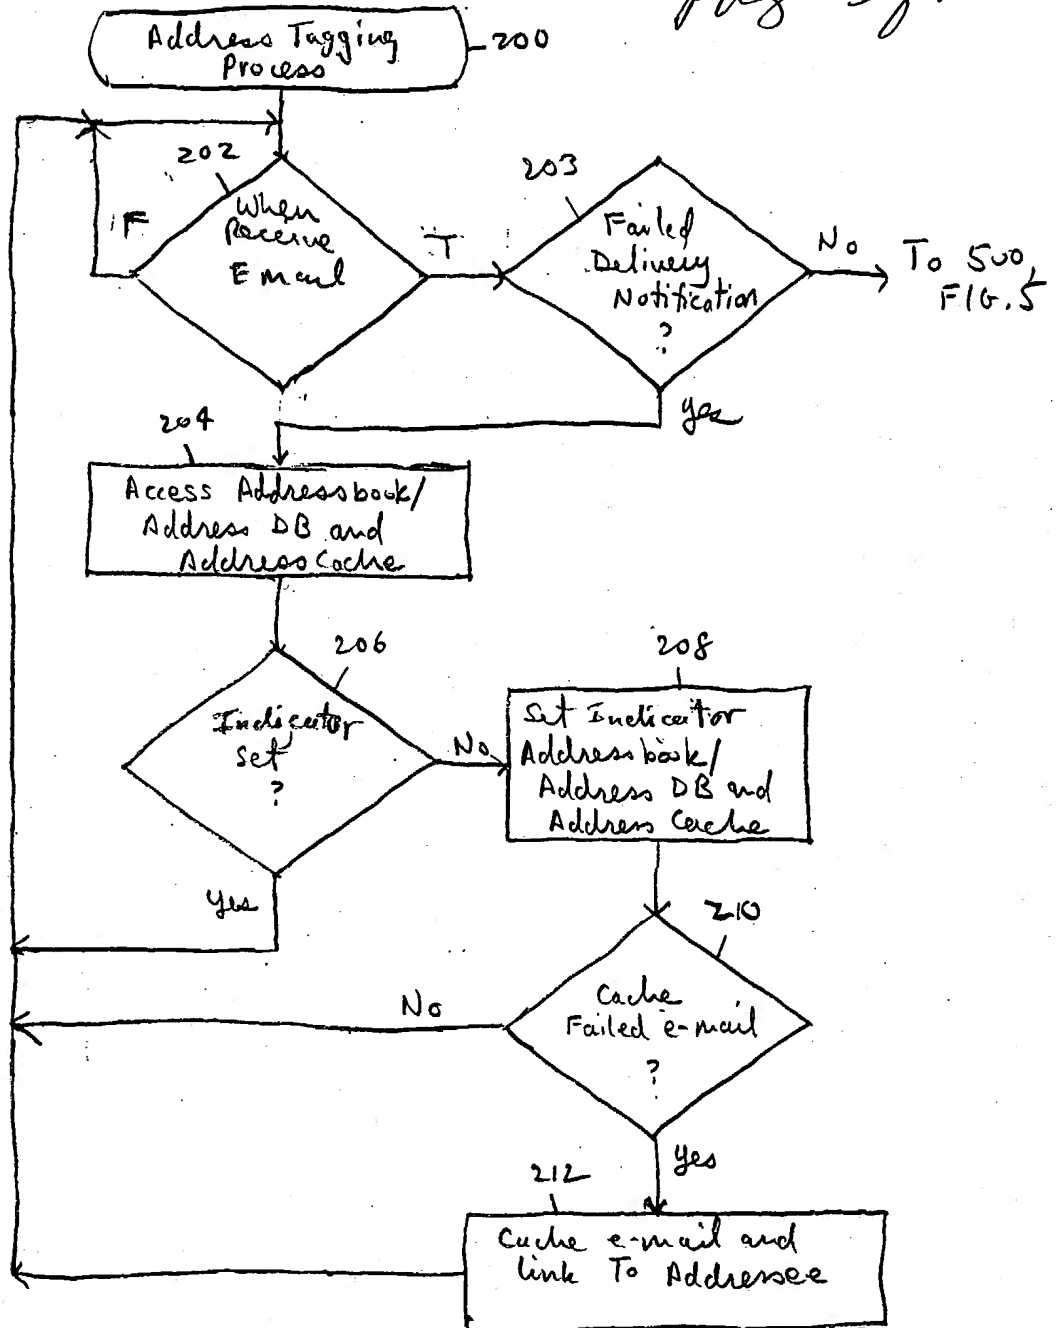 Address Tagging
Process
200
202
When
Receive
E mail
F
T
203
Failed
Delivery
Notification
?
No
To 500,
FIG. 5
Yes
204
Access Addressbook/
Address DB and
Address Cache
206
Indicator
Set
?
No
Yes
208
Set Indicator
Addressbook/
Address DB and
Address Cache
210
Cache
Failed e-mail
?
No
Yes
212
Cache e-mail and
link To Addressee